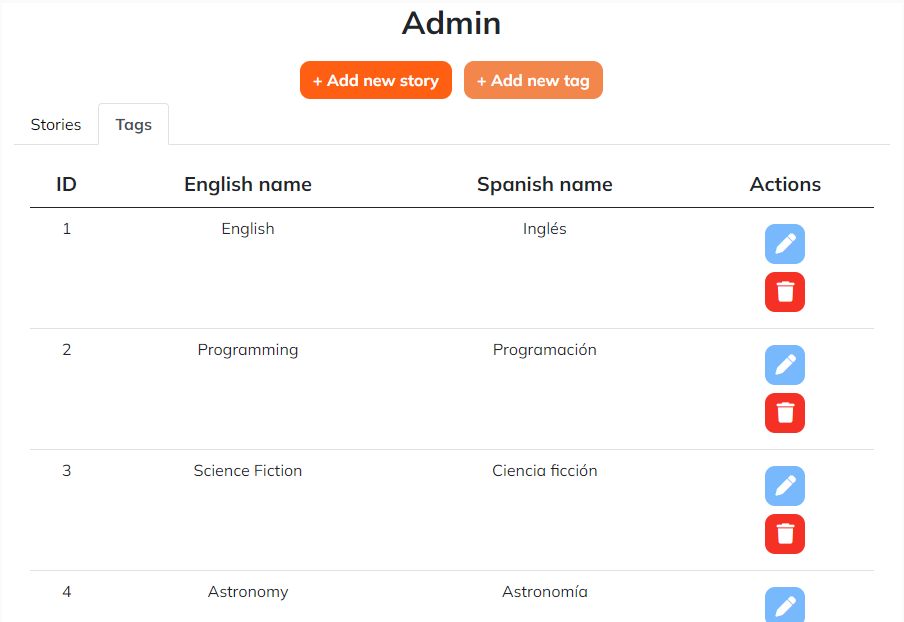 Admin
+ Add new story + Add new tag
Stories Tags
ID English name Spanish name Actions
1 English Inglés
2 Programming Programación
3 Science Fiction Ciencia ficción
4 Astronomy Astronomía